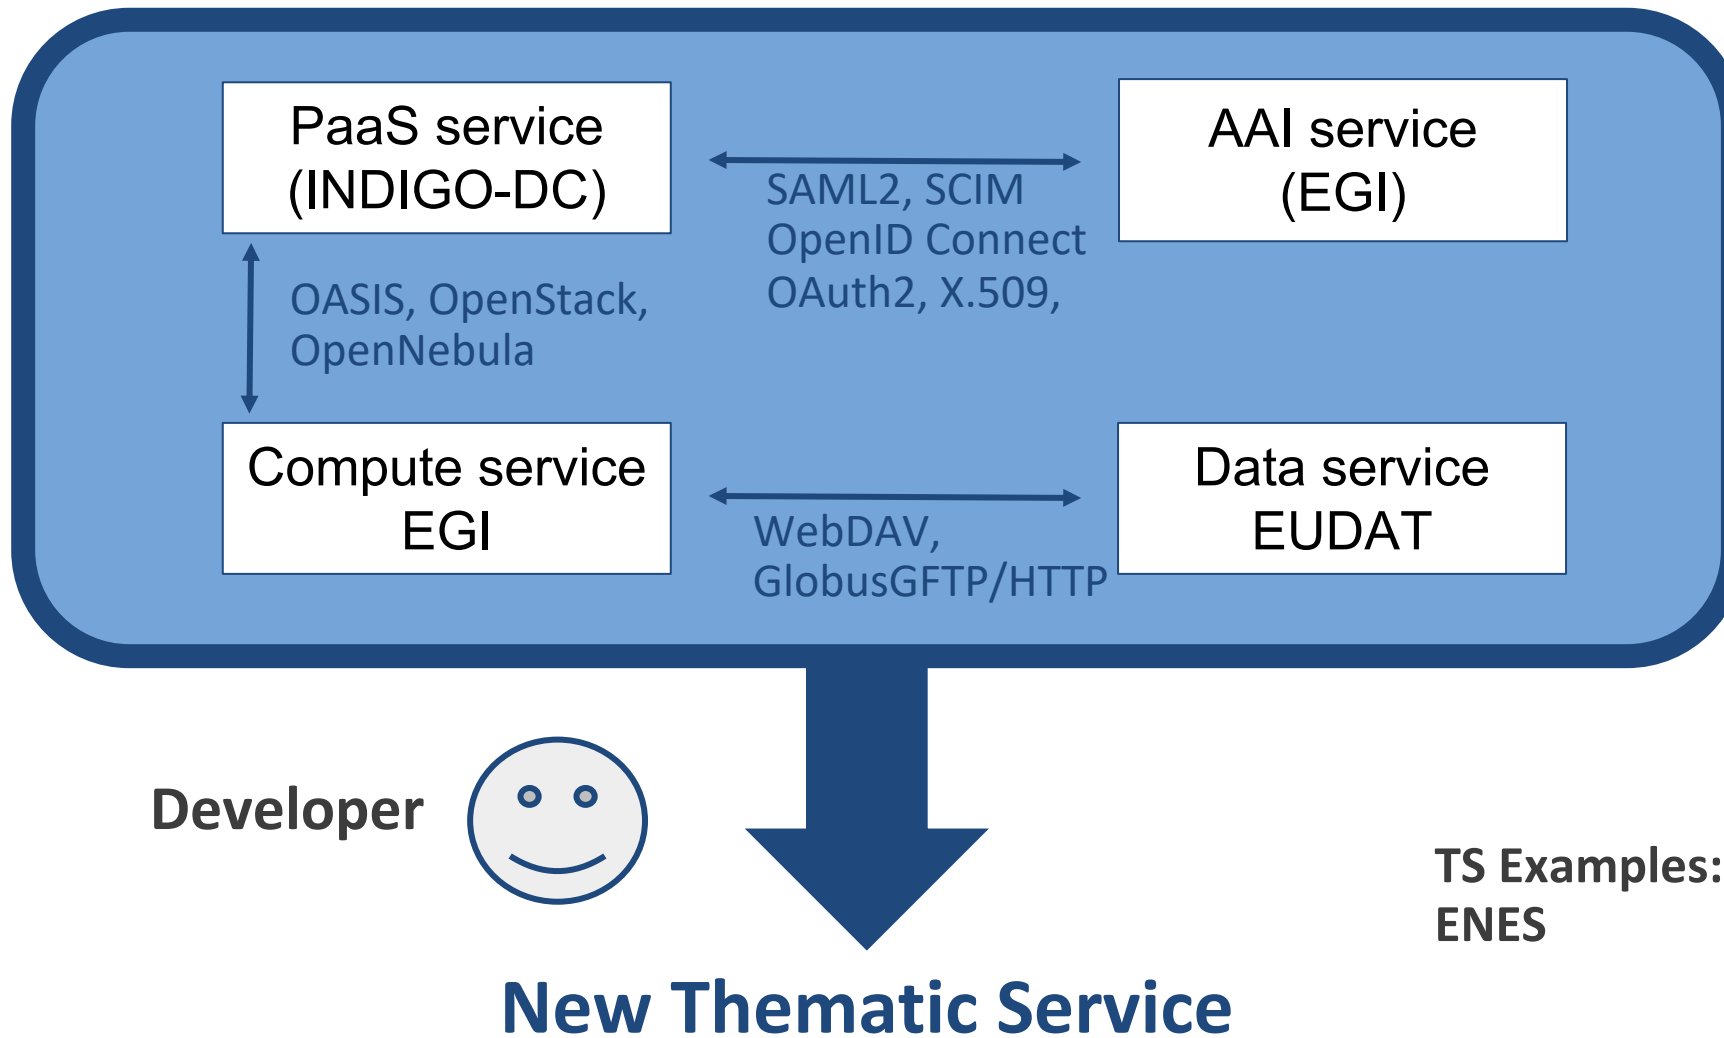 PaaS service
(INDIGO-DC)
AAI service
(EGI)
SAML2, SCIM
OpenID Connect
OAuth2, X.509,
OASIS, OpenStack,
OpenNebula
Compute service
EGI
Data service
EUDAT
WebDAV,
GlobusGFTP/HTTP
Developer
TS Examples:
ENES
New Thematic Service